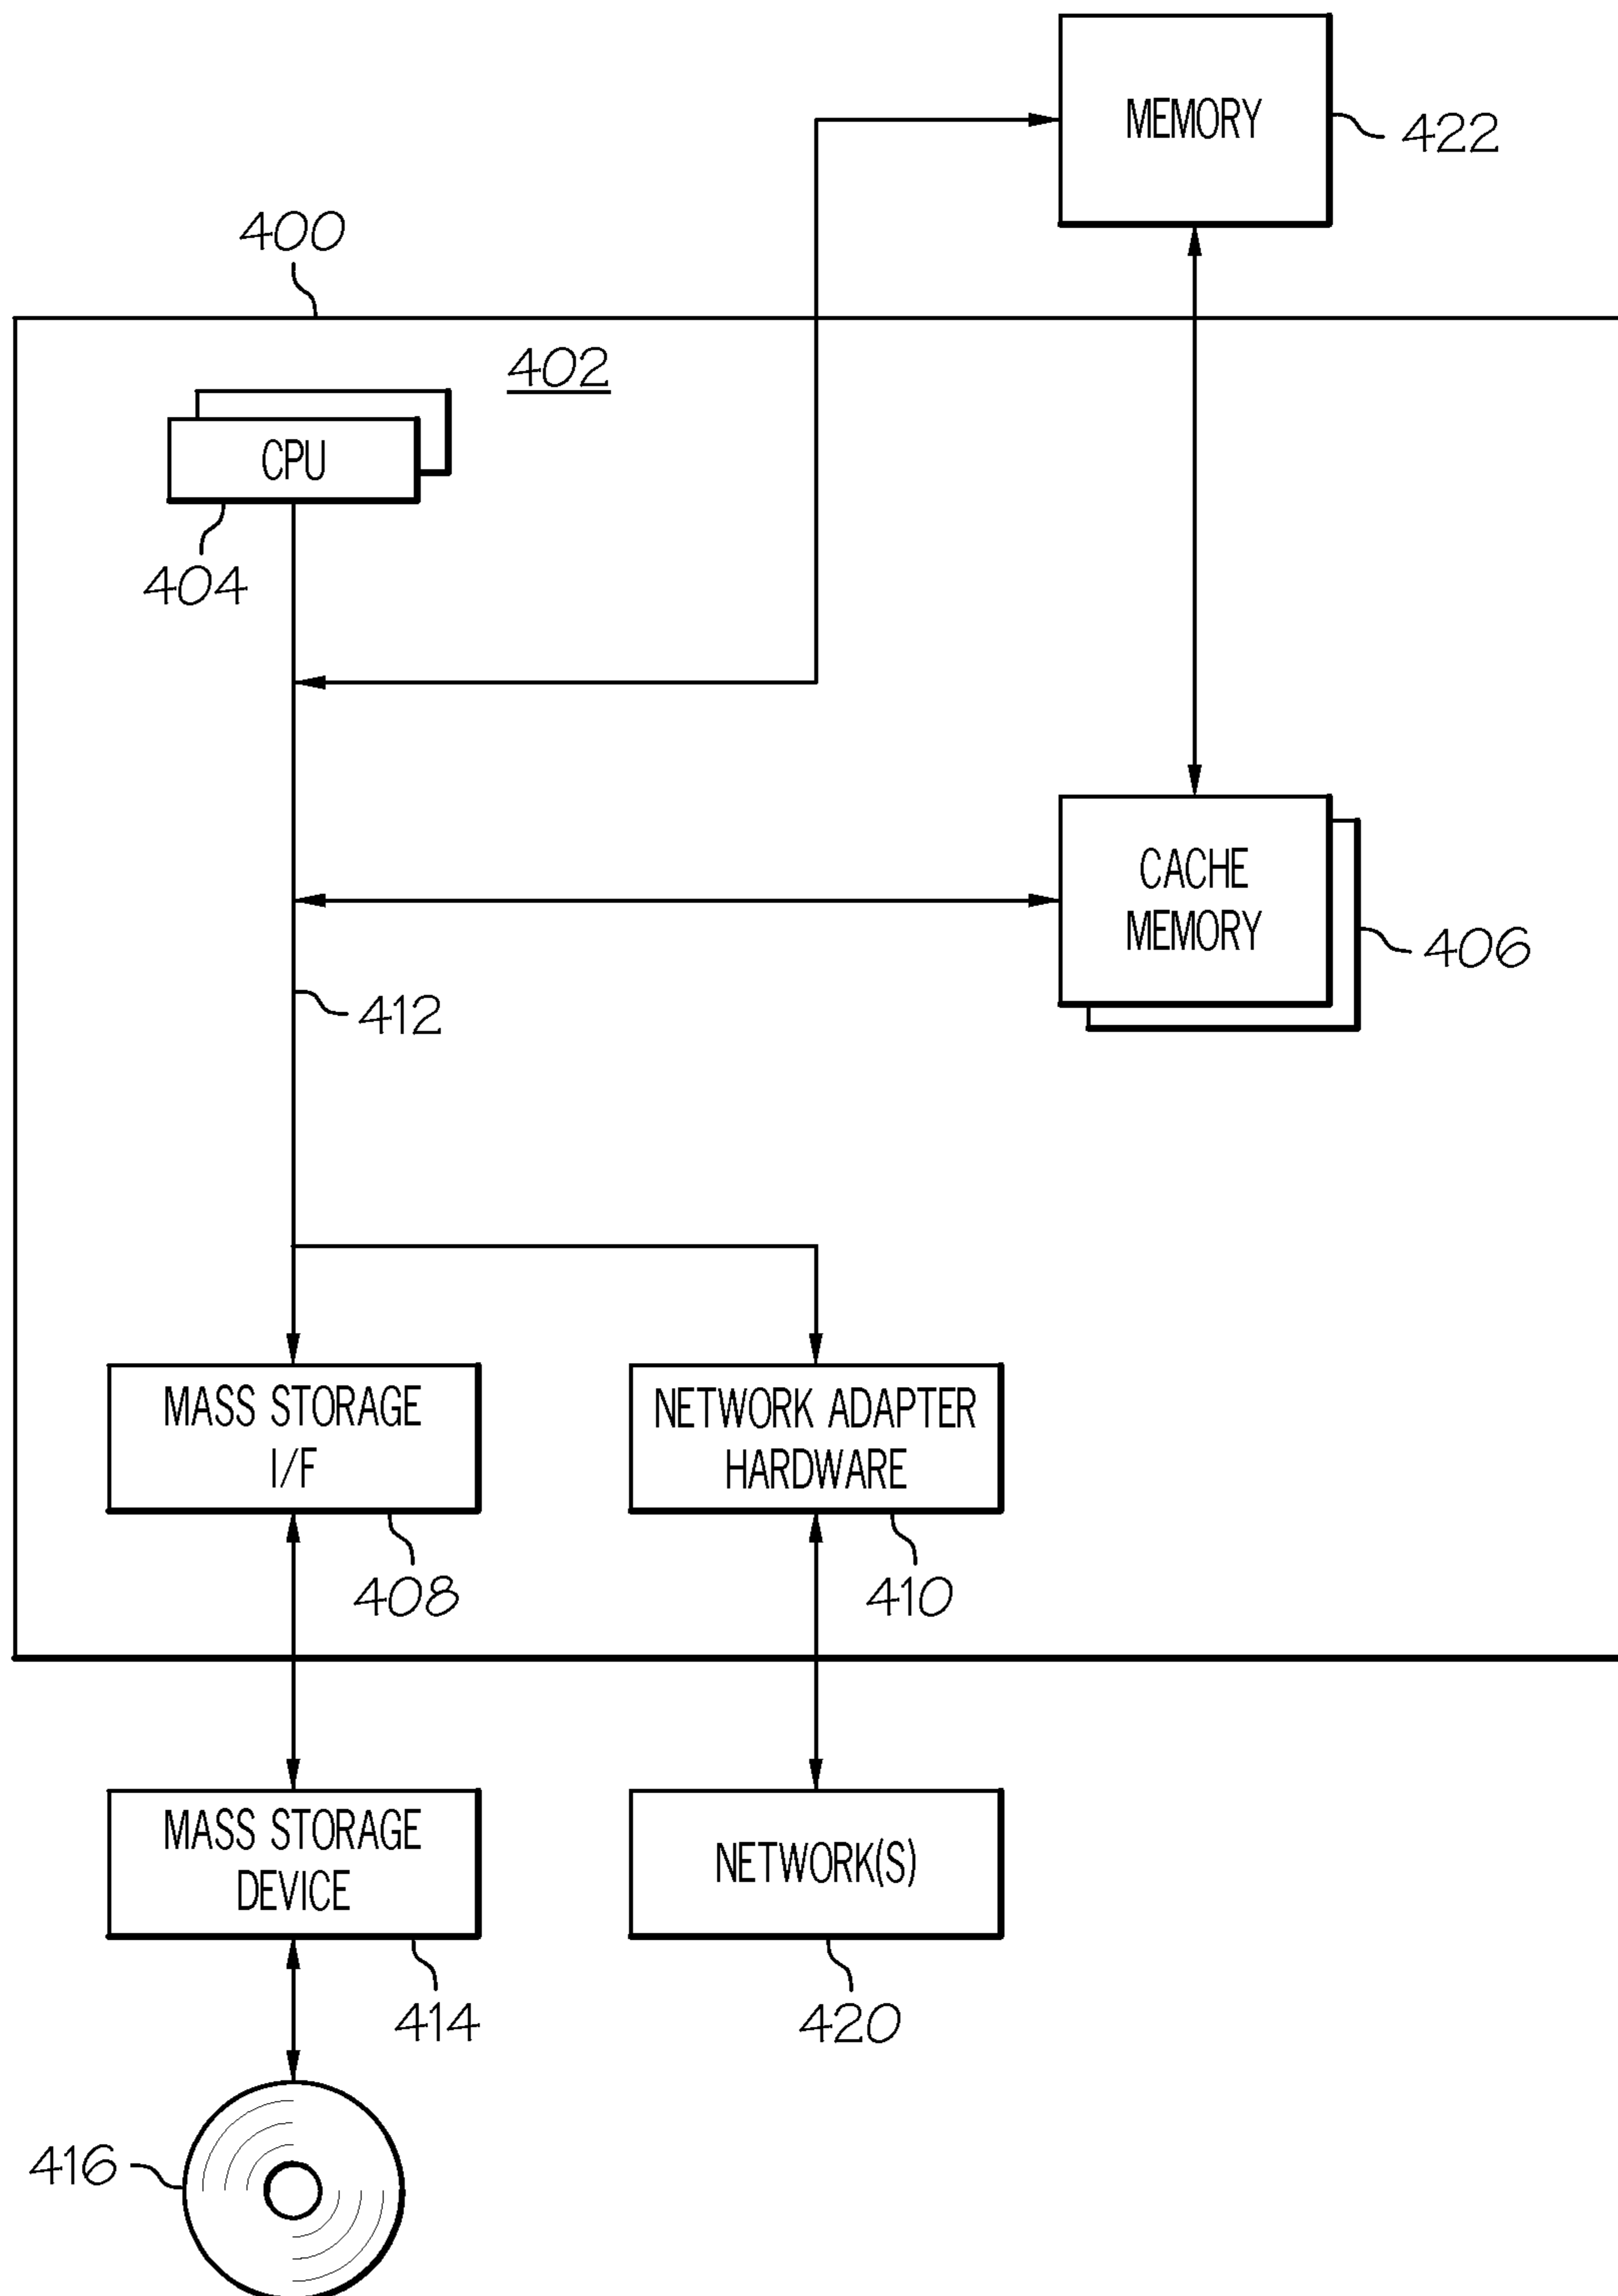 MEMORY
422
400
402
CPU
404
CACHE
MEMORY
406
412
MASS STORAGE
I/F
408
NETWORK ADAPTER
HARDWARE
410
MASS STORAGE
DEVICE
414
NETWORK(S)
420
416